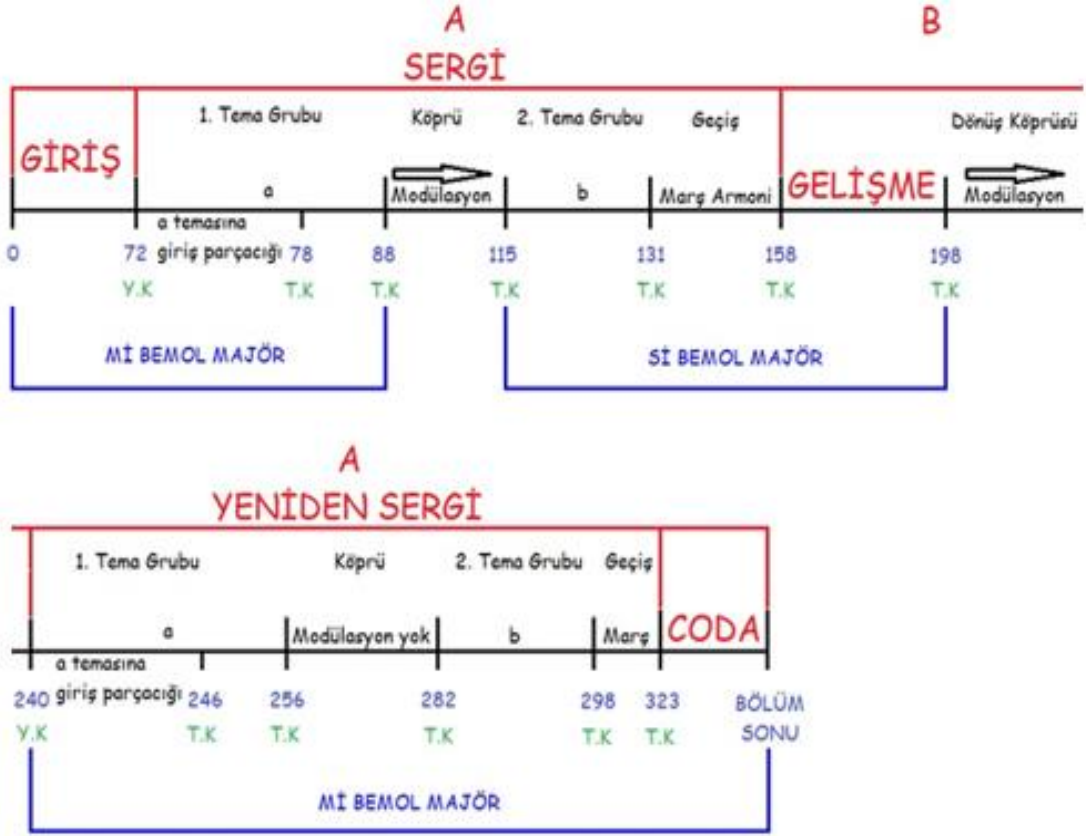 A
B
SERGİ
1. Tema Grubu
Köprü
2. Tema Grubu
Geçiş
Dönüş Köprüsü
GİRİŞ
a
Modülasyon
b
Marş Armoni
GELİŞME
Modülasyon
a temasına
giriş parçacığı
0
72
78
88
115
131
158
198
Y.K
T.K
T.K
T.K
T.K
T.K
T.K
Mİ BEMOL MAJÖR
Sİ BEMOL MAJÖR
A
YENİDEN SERGİ
1. Tema Grubu
Köprü
2. Tema Grubu
Geçiş
a
Modülasyon yok
b
Marş
CODA
a temasına
giriş parçacığı
240
246
256
282
298
323
BÖLÜM
SONU
Y.K
T.K
T.K
T.K
T.K
T.K
Mİ BEMOL MAJÖR